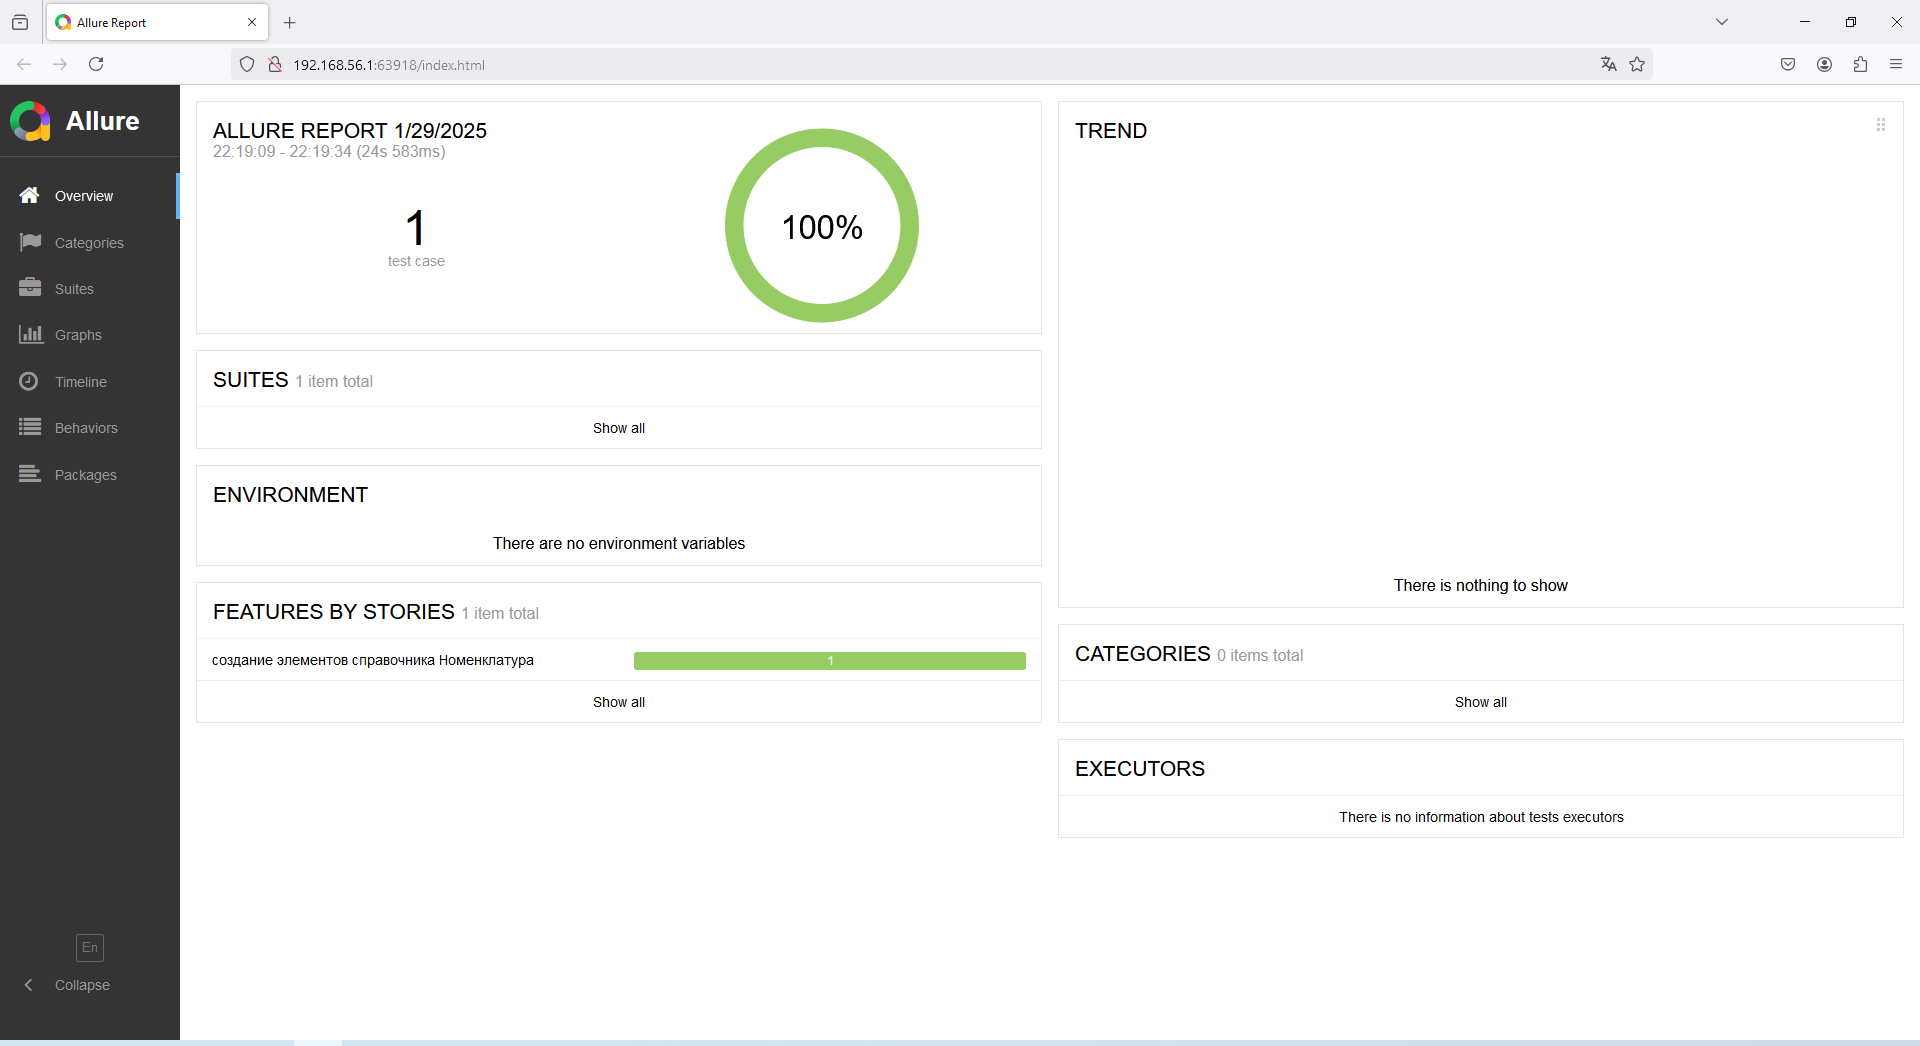 Allure Report
192.168.56.1:63918/index.html
Allure
Overview
Categories
Suites
Graphs
Timeline
Behaviors
Packages
En
Collapse
ALLURE REPORT 1/29/2025
22:19:09 - 22:19:34 (24s 583ms)
1
test case
100%
SUITES 1 item total
Show all
ENVIRONMENT
There are no environment variables
FEATURES BY STORIES 1 item total
создание элементов справочника Номенклатура 1
Show all
TREND
There is nothing to show
CATEGORIES 0 items total
Show all
EXECUTORS
There is no information about tests executors